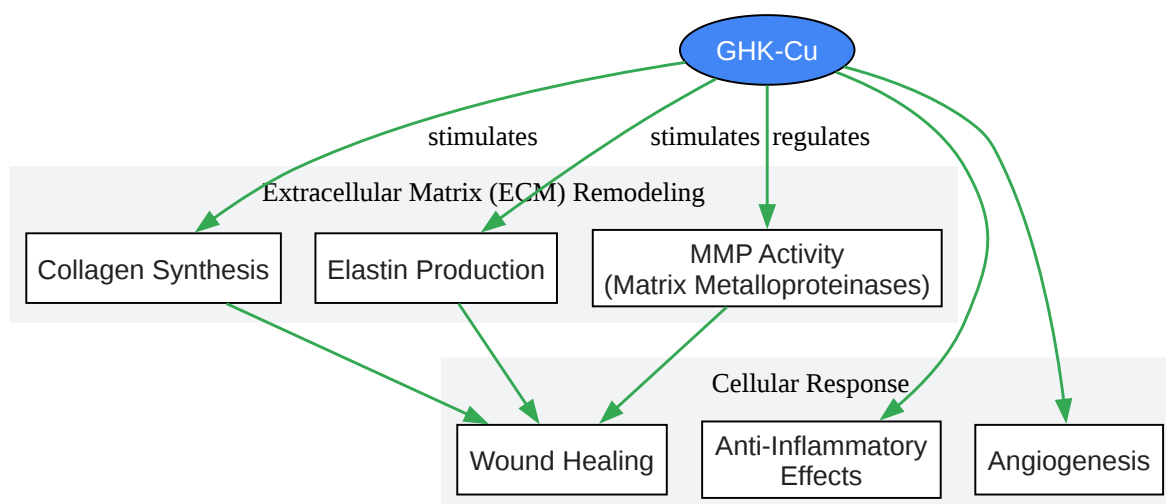 GHK-Cu
stimulates
stimulates
regulates
Extracellular Matrix (ECM) Remodeling
Collagen Synthesis
Elastin Production
MMP Activity
(Matrix Metalloproteinases)
Cellular Response
Wound Healing
Anti-Inflammatory
Effects
Angiogenesis